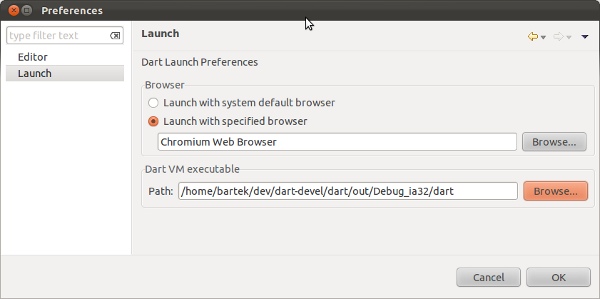 Preferences
type filter text
Editor
Launch
Launch
Dart Launch Preferences
Browser
Launch with system default browser
Launch with specified browser
Chromium Web Browser
Browse...
Dart VM executable
Path: /home/bartek/dev/dart-devel/dart/out/Debug_ia32/dart Browse...
Cancel OK